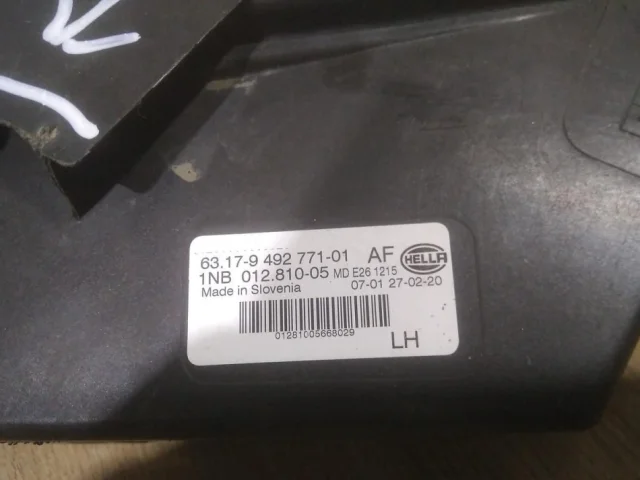 63.17-9 492 771-01 AF HELLA
1NB 012.810-05 MD E26 1215
Made in Slovenia 07-01 27-02-20
01281005668029
LH